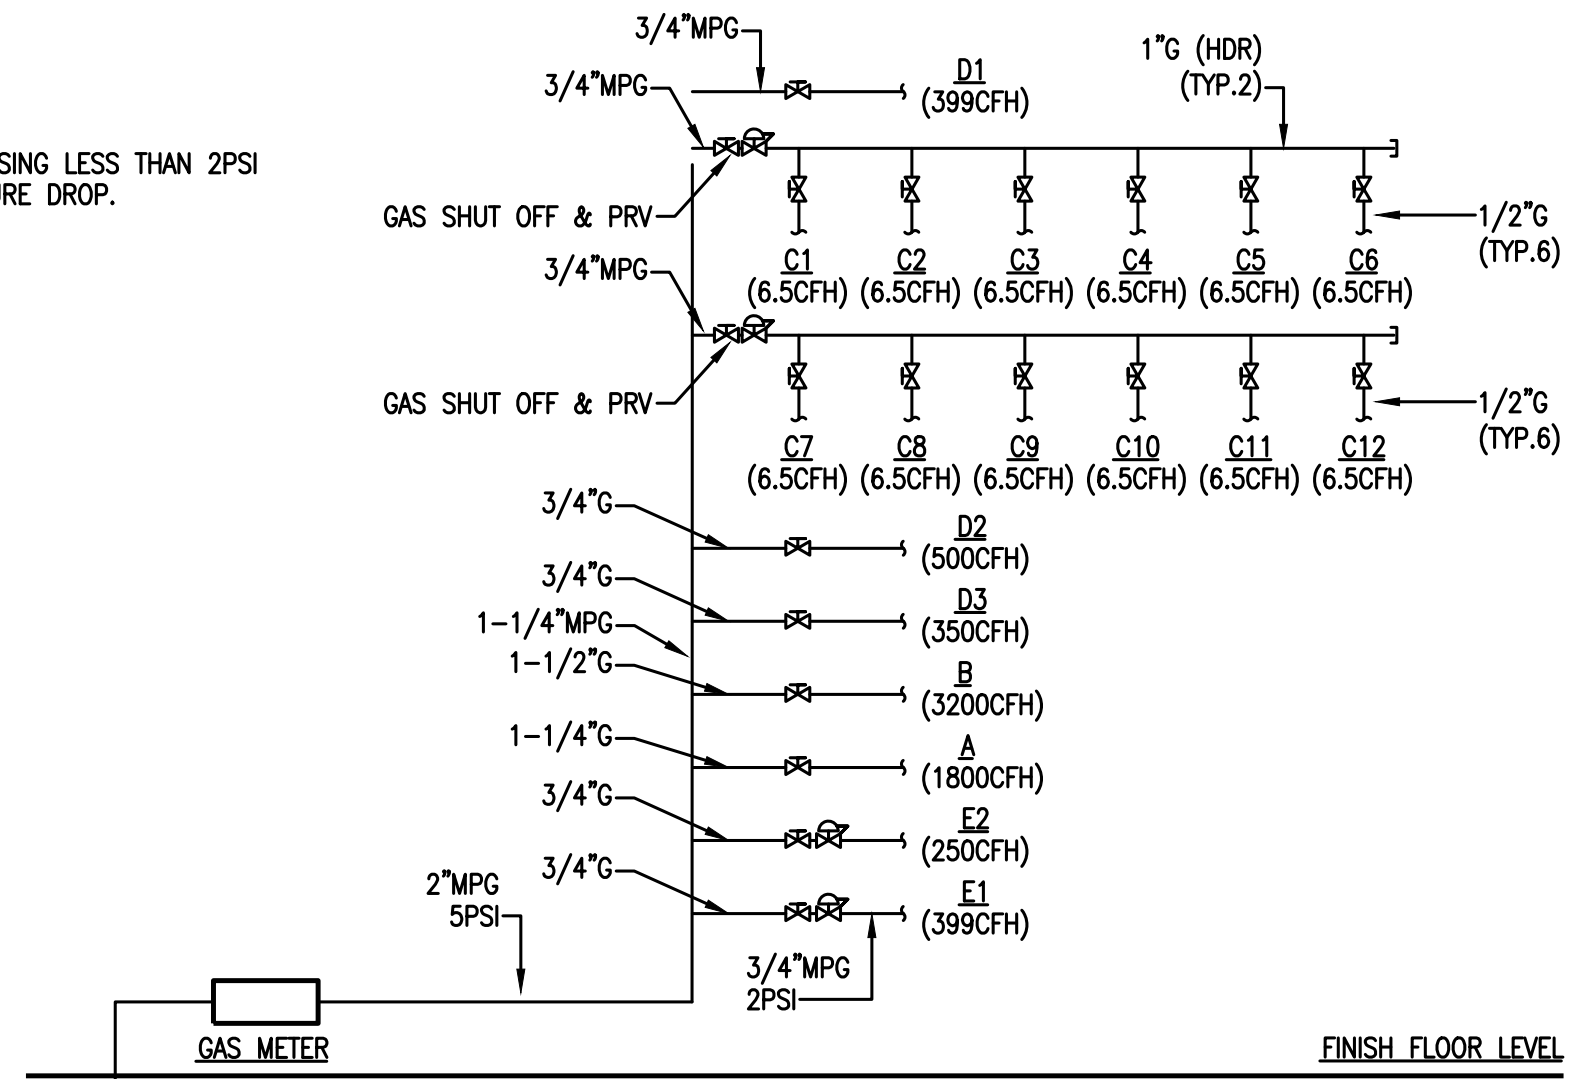 3/4"MPG
3/4"MPG
D1
(399CFH)
1"G (HDR)
(TYP.2)
LESS THAN 2PSI
DROP.
GAS SHUT OFF & PRV
1/2"G
(TYP.6)
C1 C2 C3 C4 C5 C6
(6.5CFH) (6.5CFH) (6.5CFH) (6.5CFH) (6.5CFH) (6.5CFH)
3/4"MPG
GAS SHUT OFF & PRV
1/2"G
(TYP.6)
C7 C8 C9 C10 C11 C12
(6.5CFH) (6.5CFH) (6.5CFH) (6.5CFH) (6.5CFH) (6.5CFH)
3/4"G
D2
(500CFH)
3/4"G
D3
(350CFH)
1-1/4"MPG
1-1/2"G
B
(3200CFH)
1-1/4"G
A
(1800CFH)
3/4"G
E2
(250CFH)
3/4"G
E1
(399CFH)
2"MPG
5PSI
3/4"MPG
2PSI
GAS METER
FINISH FLOOR LEVEL